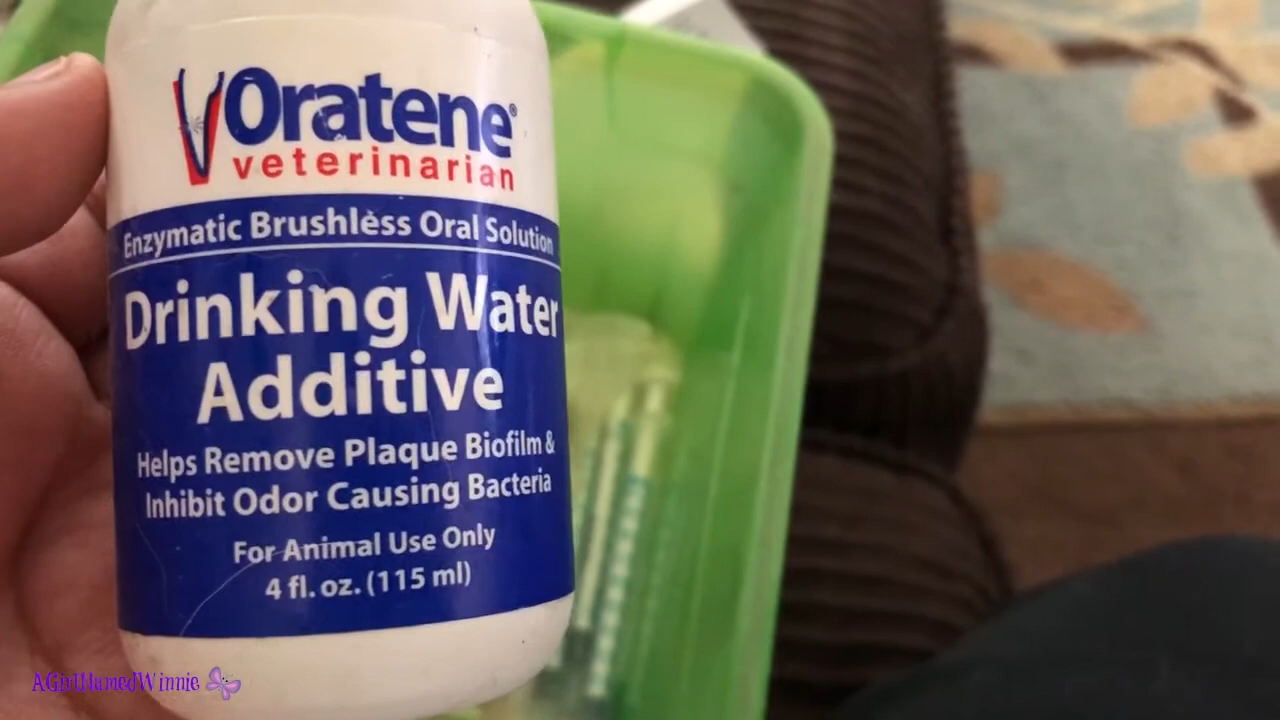 Oratene®
veterinarian
Enzymatic Brushless Oral Solution
Drinking Water
Additive
Helps Remove Plaque Biofilm &
Inhibit Odor Causing Bacteria
For Animal Use Only
4 fl. oz. (115 ml)
AGirlNamedWinnie